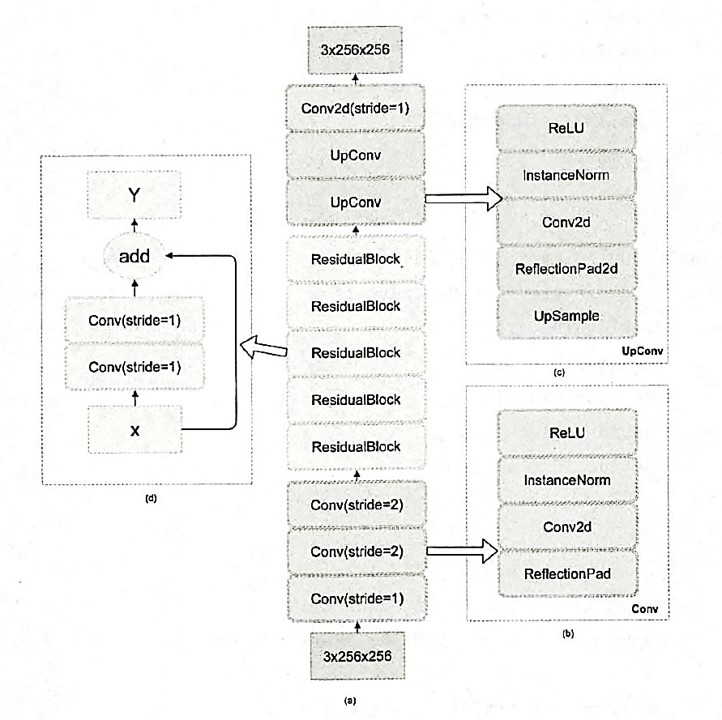 3x256x256
Conv2d(stride=1)
UpConv
UpConv
ResidualBlock
ResidualBlock
ResidualBlock
ResidualBlock
ResidualBlock
Conv(stride=2)
Conv(stride=2)
Conv(stride=1)
3x256x256
(a)
Y
add
Conv(stride=1)
Conv(stride=1)
x
(d)
ReLU
InstanceNorm
Conv2d
ReflectionPad2d
UpSample
UpConv
(c)
ReLU
InstanceNorm
Conv2d
ReflectionPad
Conv
(b)